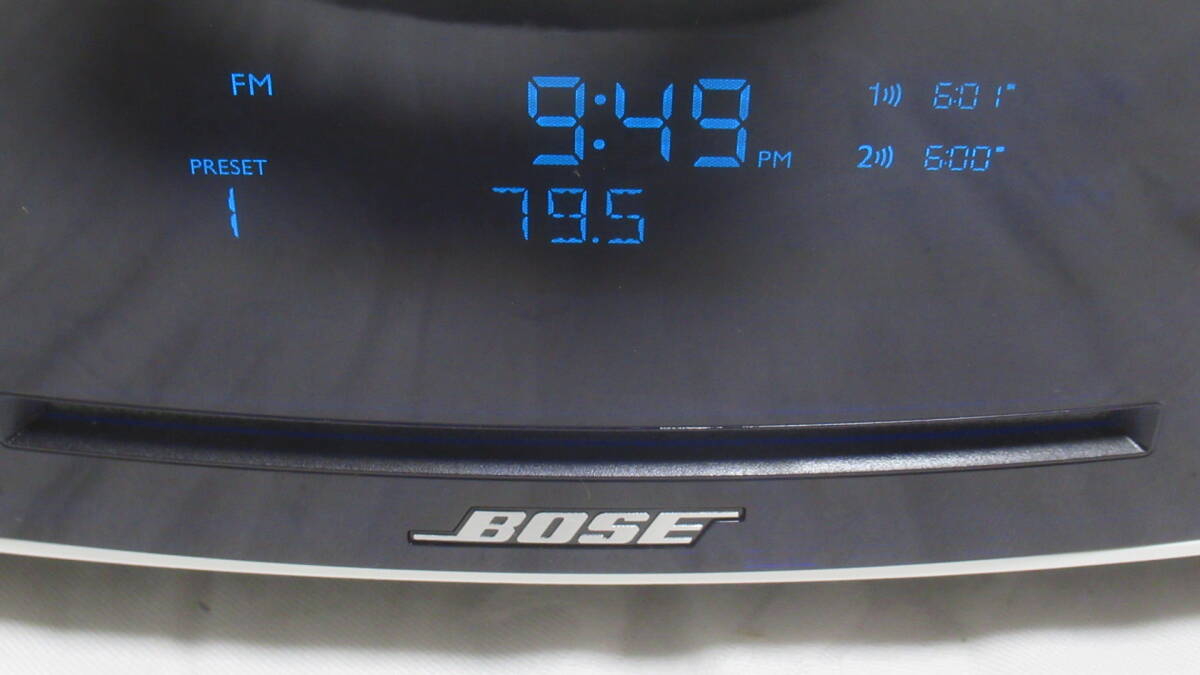 FM
9:49 PM
1 6:01
2 6:00
PRESET
1
79.5
BOSE